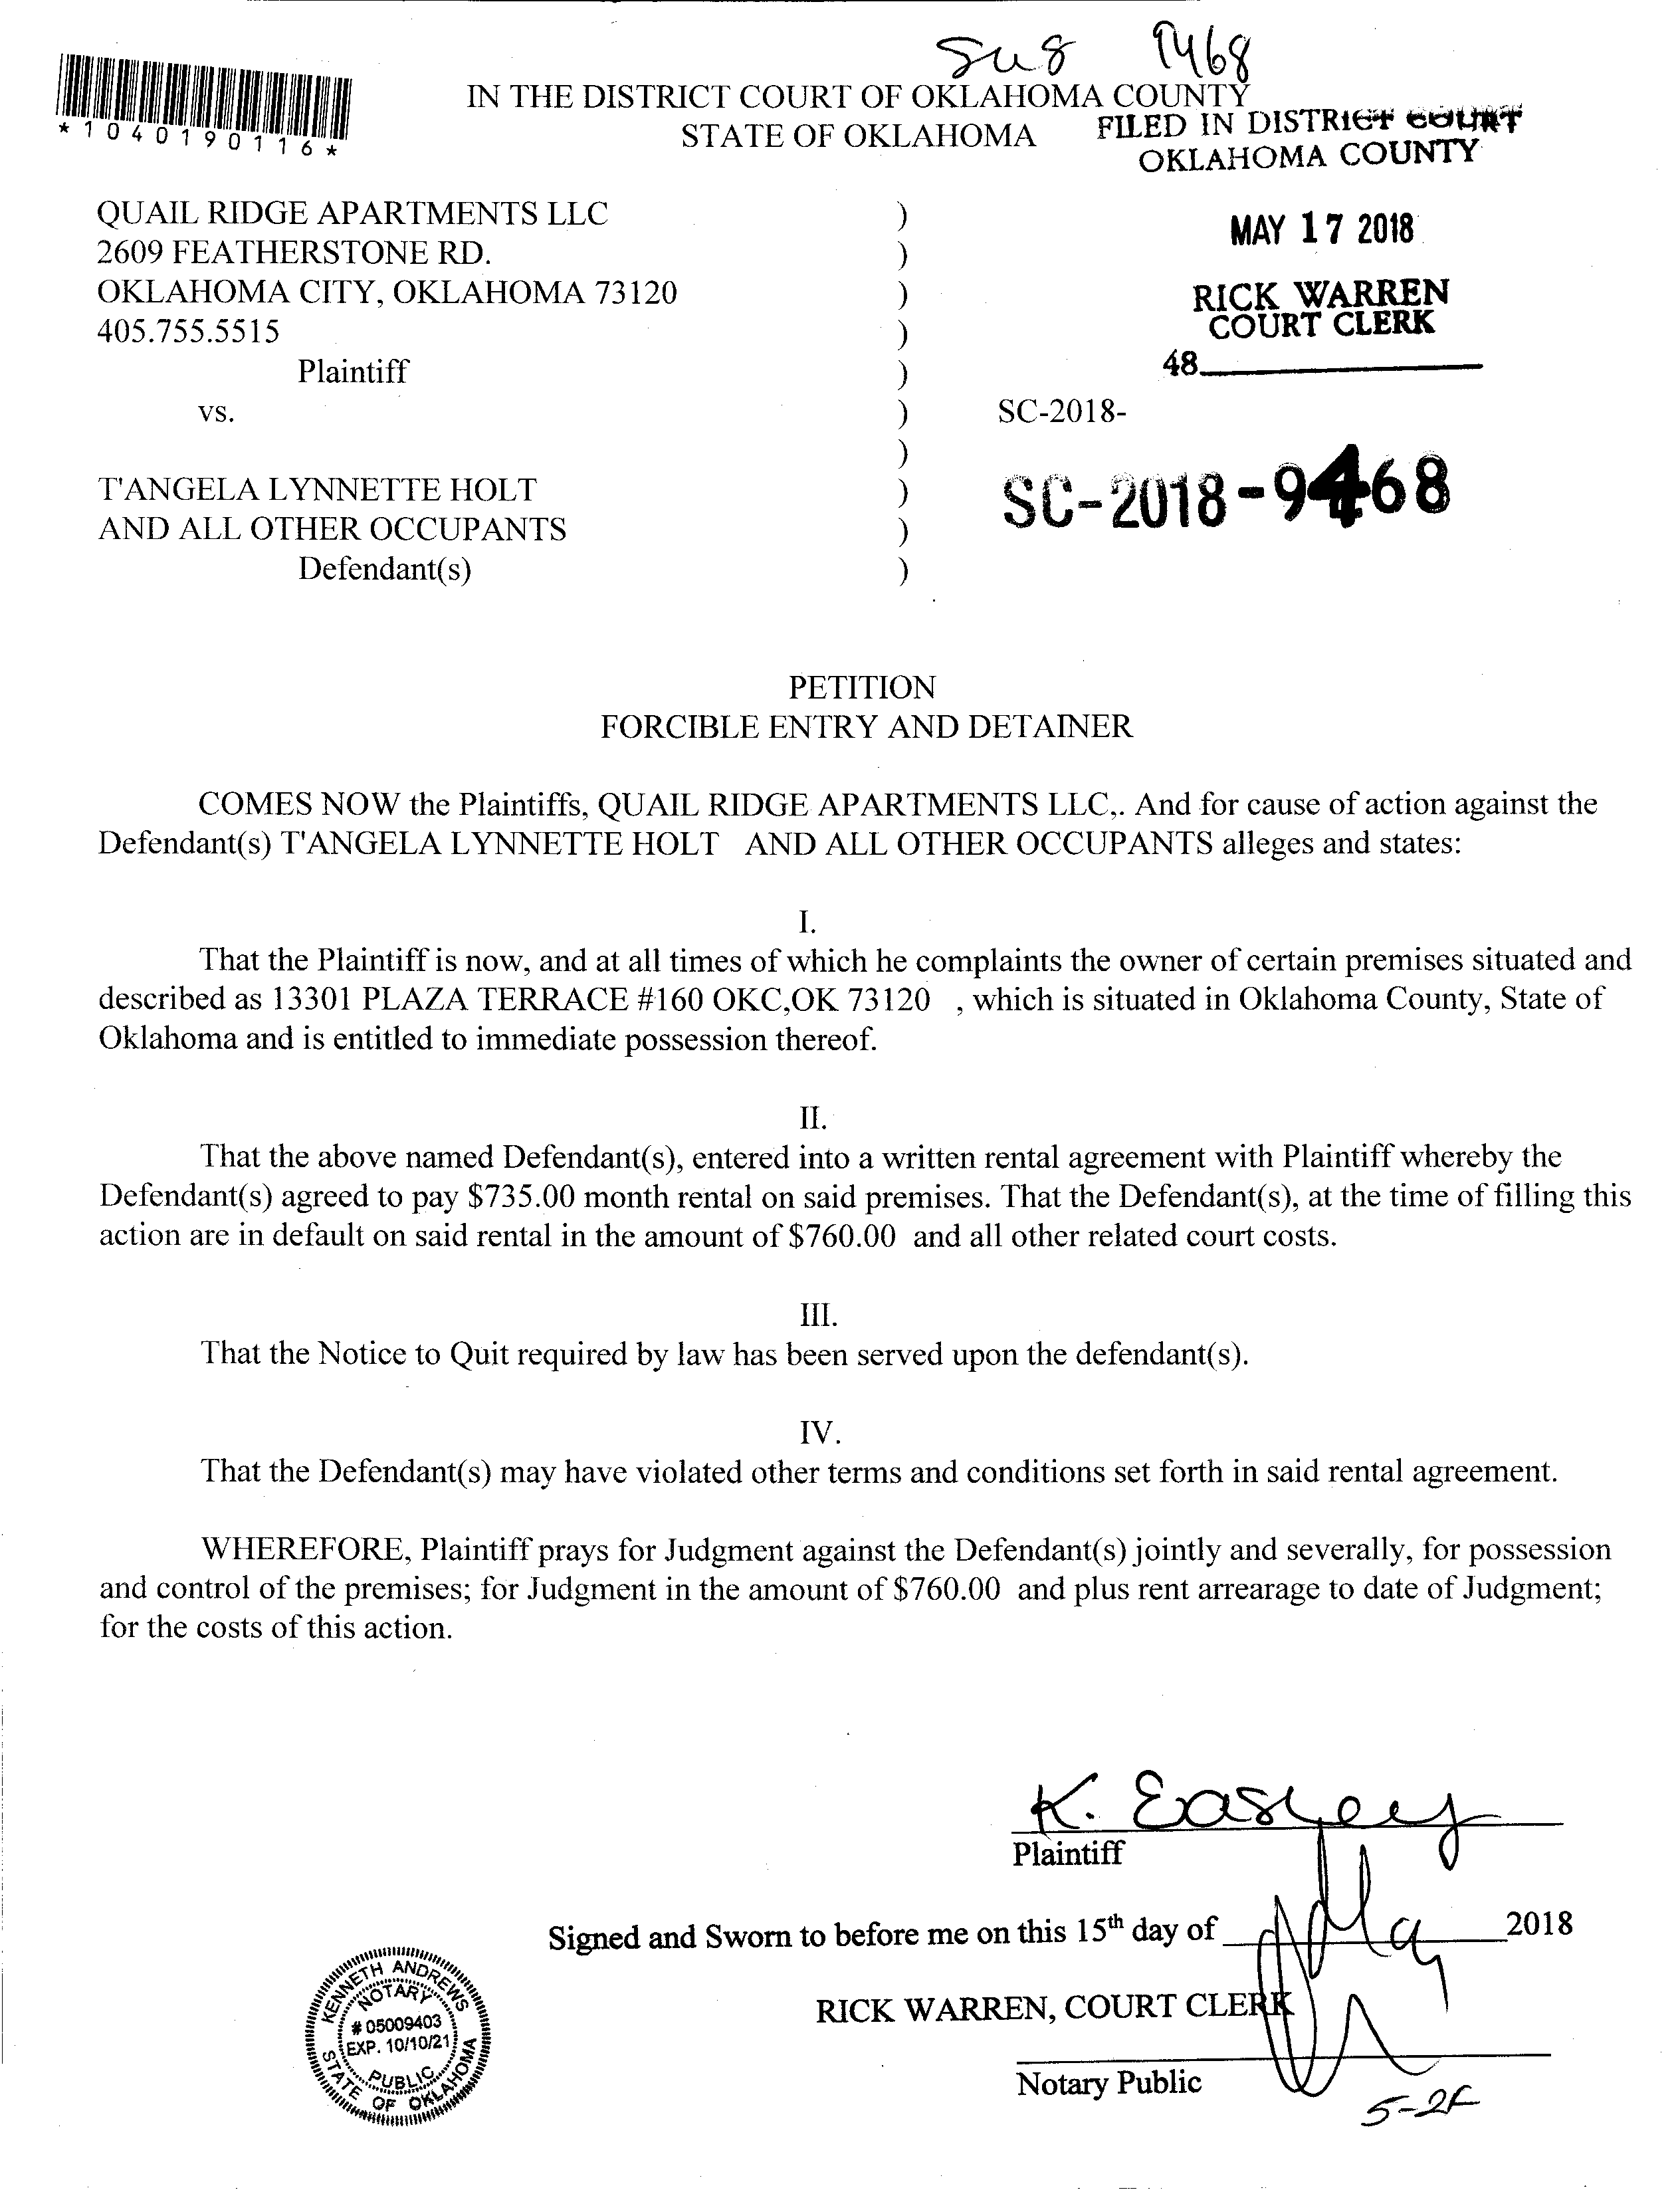 Su8 9468
*1040190116*
IN THE DISTRICT COURT OF OKLAHOMA COUNTY
STATE OF OKLAHOMA
FILED IN DISTRICT COURT
OKLAHOMA COUNTY
MAY 17 2018
RICK WARREN
COURT CLERK
48
QUAIL RIDGE APARTMENTS LLC )
2609 FEATHERSTONE RD. )
OKLAHOMA CITY, OKLAHOMA 73120 )
405.755.5515 )
Plaintiff )
vs. ) SC-2018-
)
T'ANGELA LYNNETTE HOLT ) SC-2018-9468
AND ALL OTHER OCCUPANTS )
Defendant(s) )
PETITION
FORCIBLE ENTRY AND DETAINER
COMES NOW the Plaintiffs, QUAIL RIDGE APARTMENTS LLC,. And for cause of action against the
Defendant(s) T'ANGELA LYNNETTE HOLT AND ALL OTHER OCCUPANTS alleges and states:
I.
That the Plaintiff is now, and at all times of which he complaints the owner of certain premises situated and
described as 13301 PLAZA TERRACE #160 OKC,OK 73120 , which is situated in Oklahoma County, State of
Oklahoma and is entitled to immediate possession thereof.
II.
That the above named Defendant(s), entered into a written rental agreement with Plaintiff whereby the
Defendant(s) agreed to pay $735.00 month rental on said premises. That the Defendant(s), at the time of filling this
action are in default on said rental in the amount of $760.00 and all other related court costs.
III.
That the Notice to Quit required by law has been served upon the defendant(s).
IV.
That the Defendant(s) may have violated other terms and conditions set forth in said rental agreement.
WHEREFORE, Plaintiff prays for Judgment against the Defendant(s) jointly and severally, for possession
and control of the premises; for Judgment in the amount of $760.00 and plus rent arrearage to date of Judgment;
for the costs of this action.
K. Easley
Plaintiff
Signed and Sworn to before me on this 15th day of May 2018
RICK WARREN, COURT CLERK
Notary Public
KENNETH ANDREWS
NOTARY
# 05009403
EXP. 10/10/21
PUBLIC
STATE OF OKLAHOMA